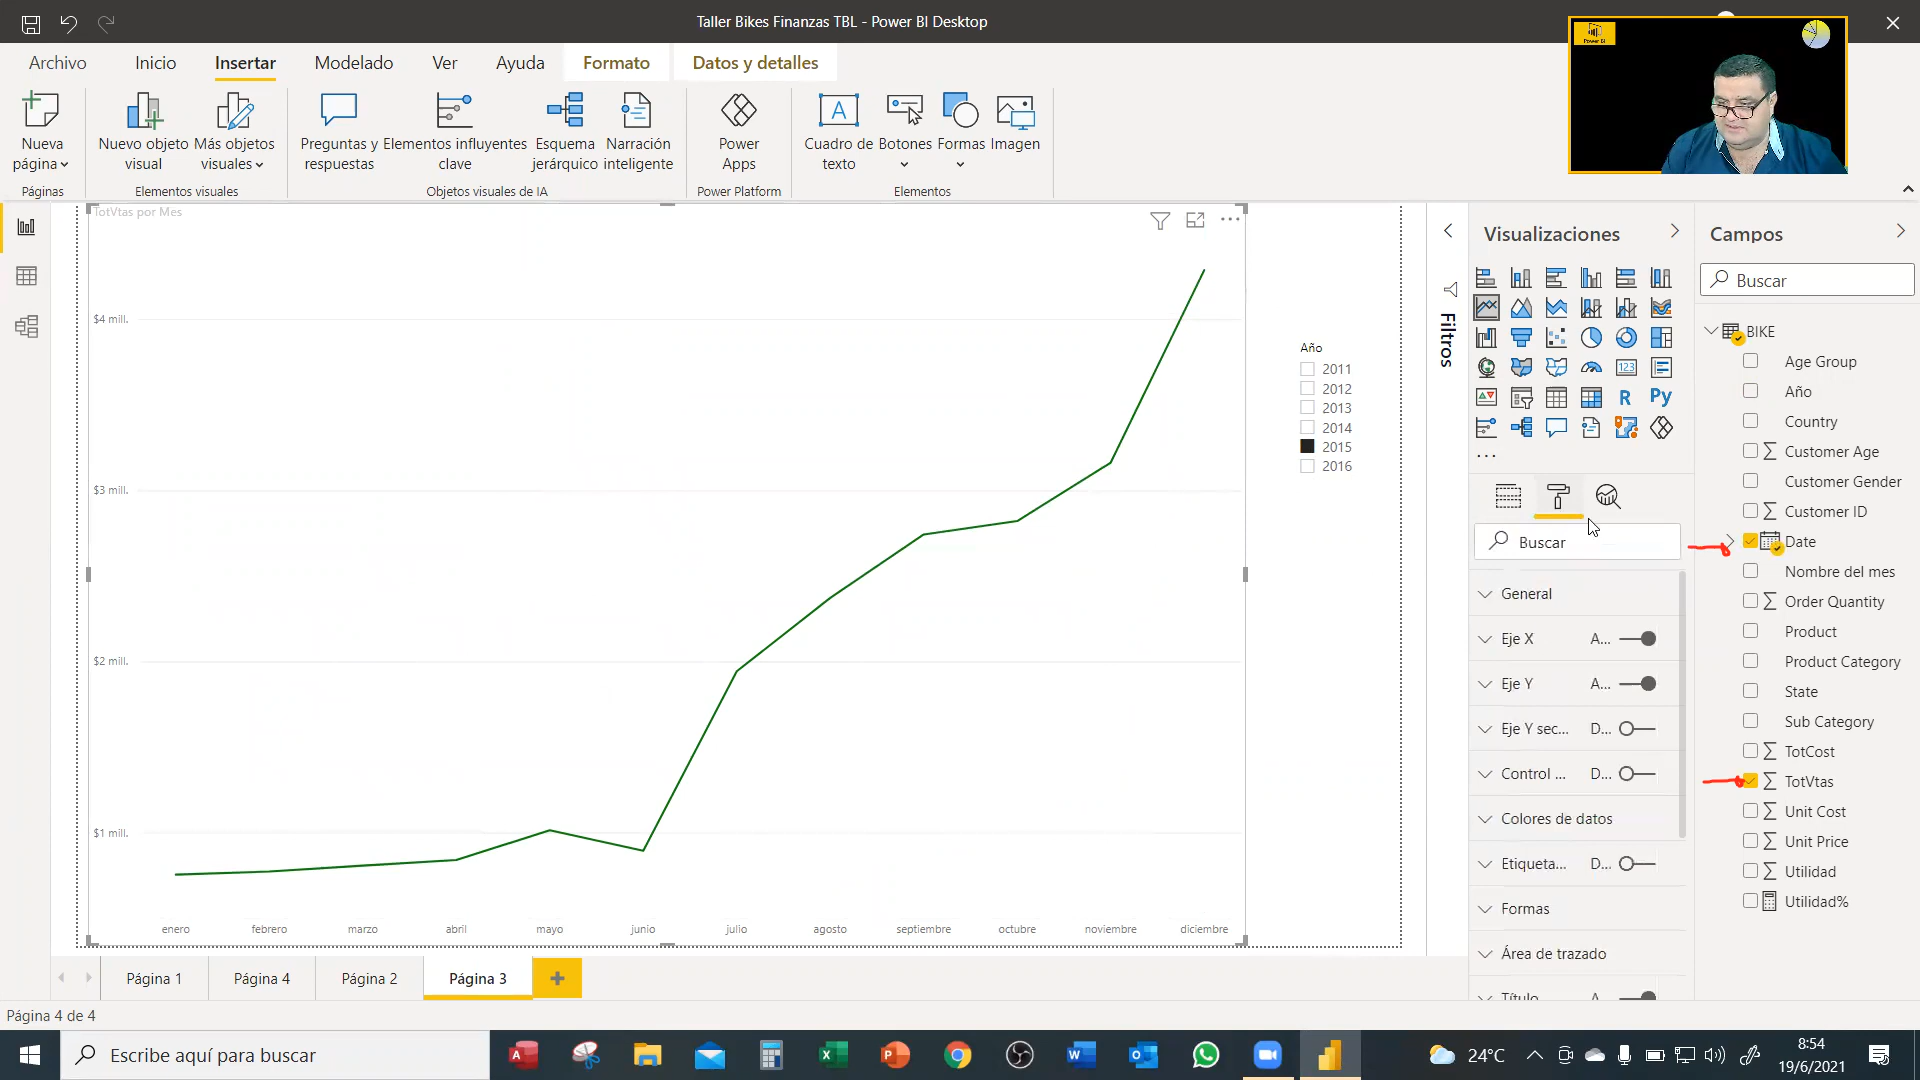 Taller Bikes Finanzas TBL - Power BI Desktop
Archivo Inicio Insertar Modelado Ver Ayuda Formato Datos y detalles
Nueva página
Nuevo objeto visual
Más objetos visuales
Preguntas y respuestas
Elementos influyentes clave
Esquema jerárquico
Narración inteligente
Power Apps
Cuadro de texto
Botones
Formas
Imagen
Páginas
Elementos visuales
Objetos visuales de IA
Power Platform
Elementos
Power BI
TotVtas por Mes
$4 mill.
$3 mill.
$2 mill.
$1 mill.
enero febrero marzo abril mayo junio julio agosto septiembre octubre noviembre diciembre
Año
2011
2012
2013
2014
2015
2016
Filtros
Visualizaciones
123
R
Py
Buscar
General
Eje X A...
Eje Y A...
Eje Y sec... D...
Control ... D...
Colores de datos
Etiqueta... D...
Formas
Área de trazado
Título A...
Campos
Buscar
BIKE
Age Group
Año
Country
Customer Age
Customer Gender
Customer ID
Date
Nombre del mes
Order Quantity
Product
Product Category
State
Sub Category
TotCost
TotVtas
Unit Cost
Unit Price
Utilidad
Utilidad%
Página 1 Página 4 Página 2 Página 3
Página 4 de 4
Escribe aquí para buscar
24°C
8:54
19/6/2021